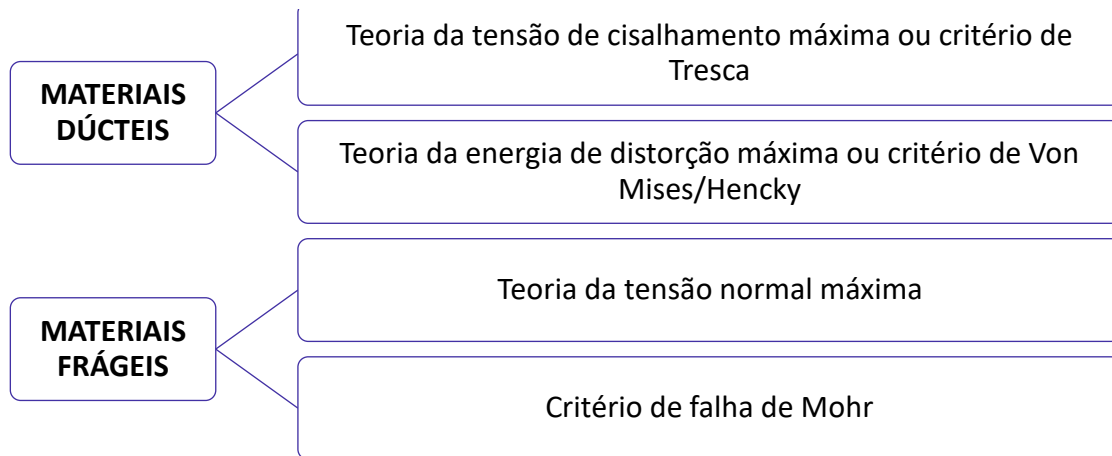 MATERIAIS
DÚCTEIS
Teoria da tensão de cisalhamento máxima ou critério de
Tresca
Teoria da energia de distorção máxima ou critério de Von
Mises/Hencky
MATERIAIS
FRÁGEIS
Teoria da tensão normal máxima
Critério de falha de Mohr